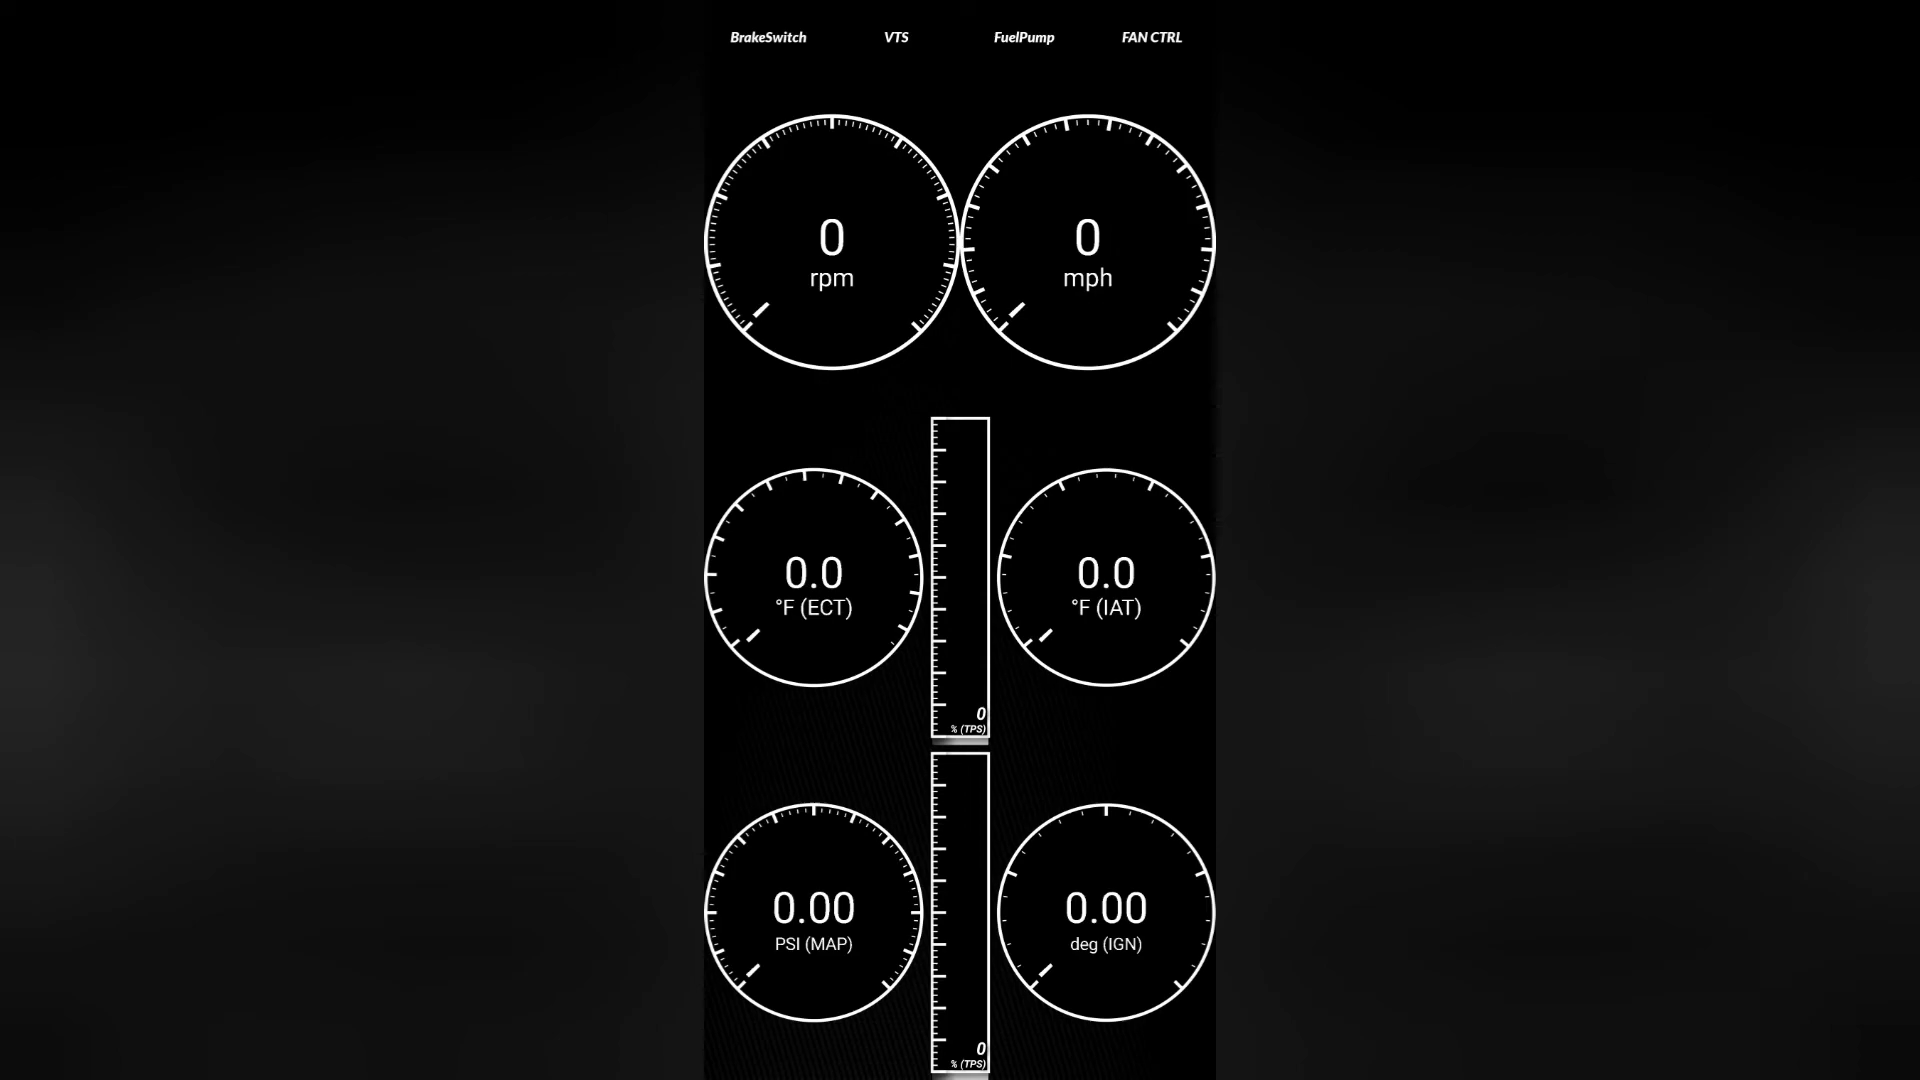 BrakeSwitch VTS FuelPump FAN CTRL
0 0
rpm mph
0.0 0.0
°F (ECT) °F (IAT)
0
% (TPS)
0.00 0.00
PSI (MAP) deg (IGN)
0
% (TPS)